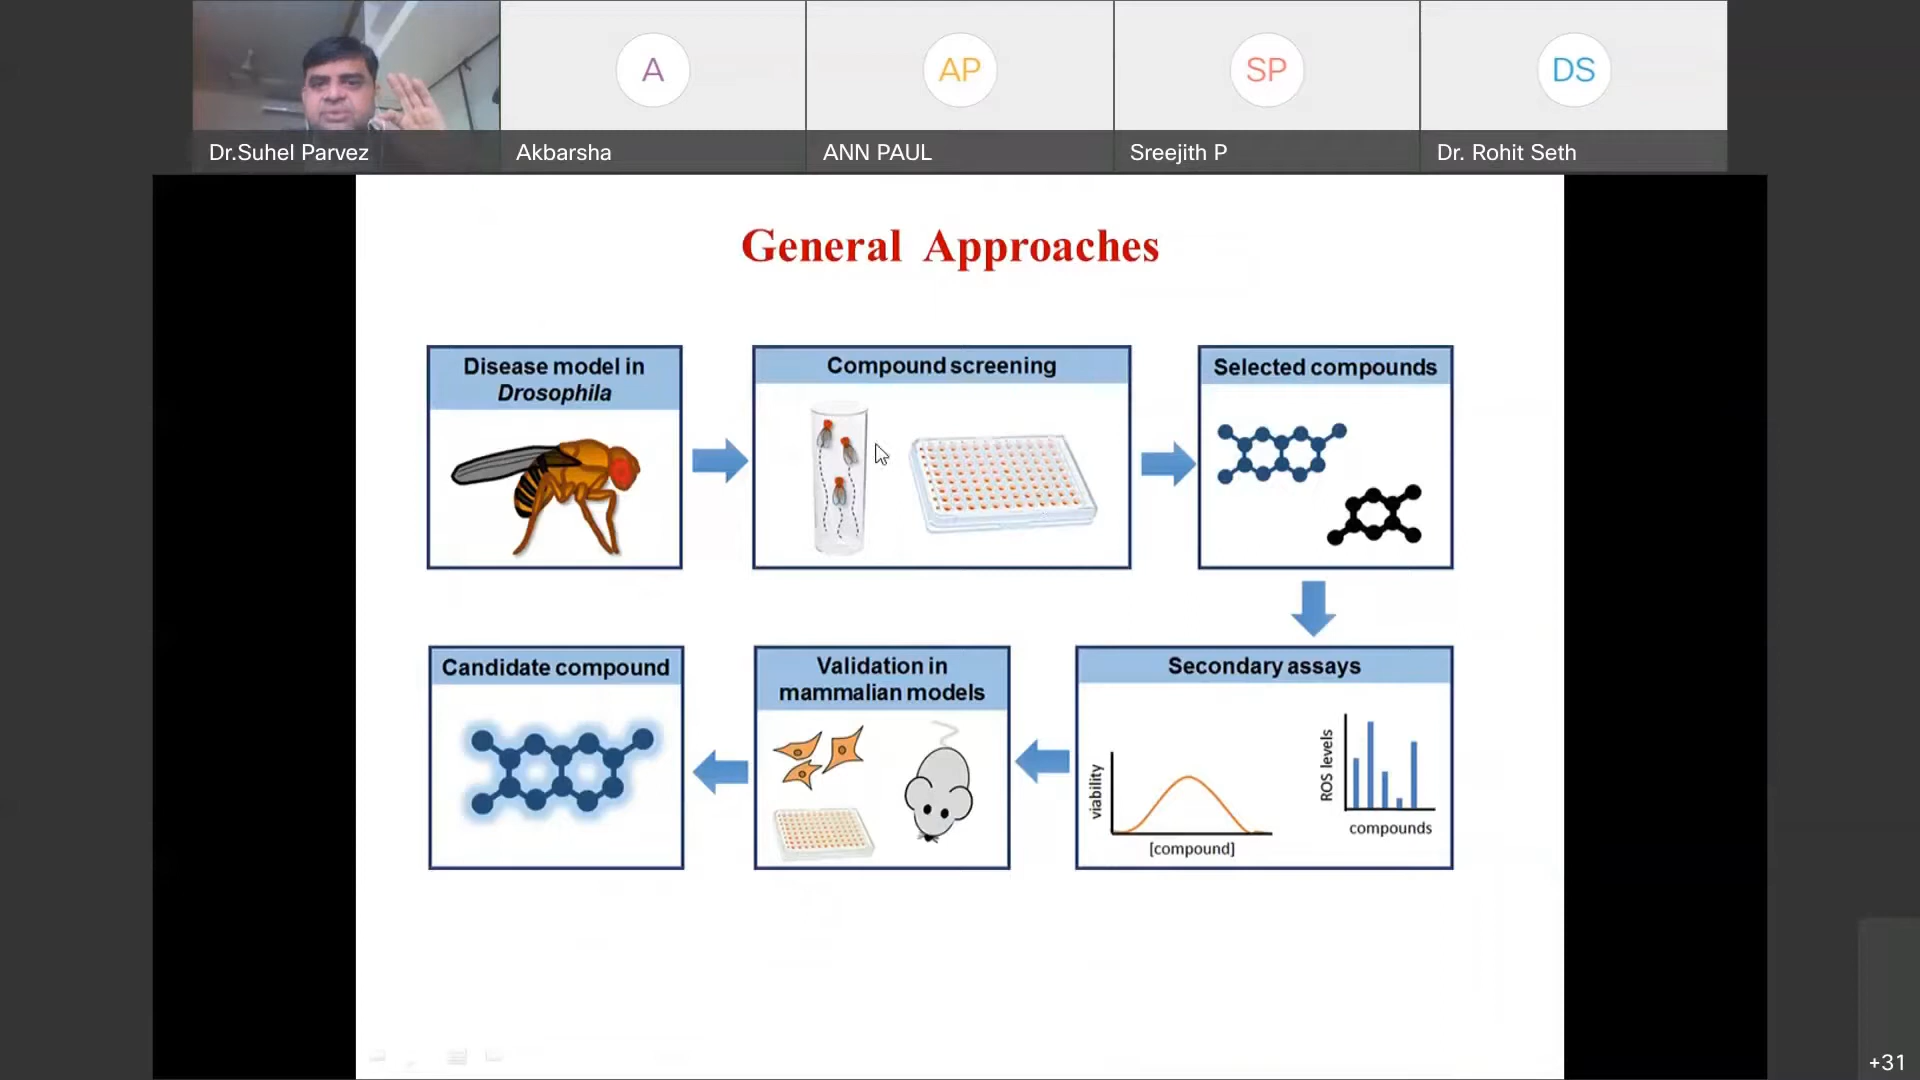 A
AP
SP
DS
Dr.Suhel Parvez
Akbarsha
ANN PAUL
Sreejith P
Dr. Rohit Seth
General Approaches
Disease model in
Drosophila
Compound screening
Selected compounds
Candidate compound
Validation in
mammalian models
Secondary assays
viability
[compound]
ROS levels
compounds
+31